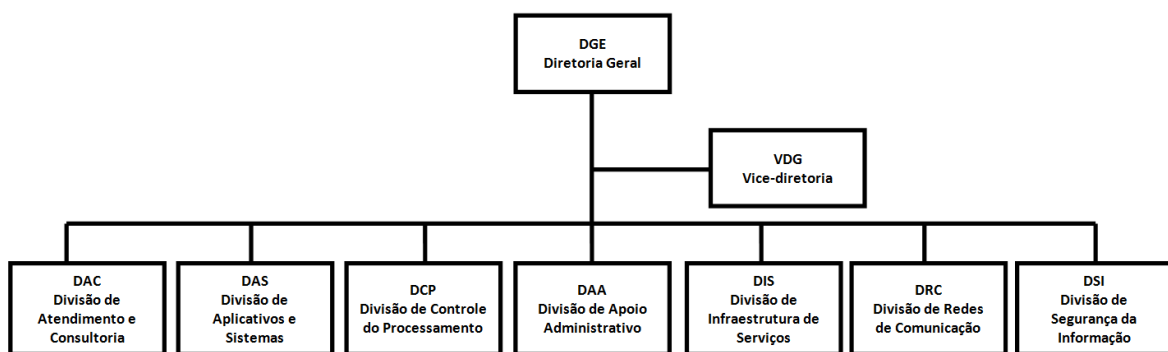 DGE
Diretoria Geral
VDG
Vice-diretoria
DAC
Divisão de
Atendimento e
Consultoria
DAS
Divisão de
Aplicativos e
Sistemas
DCP
Divisão de Controle
do Processamento
DAA
Divisão de Apoio
Administrativo
DIS
Divisão de
Infraestrutura de
Serviços
DRC
Divisão de Redes
de Comunicação
DSI
Divisão de
Segurança da
Informação